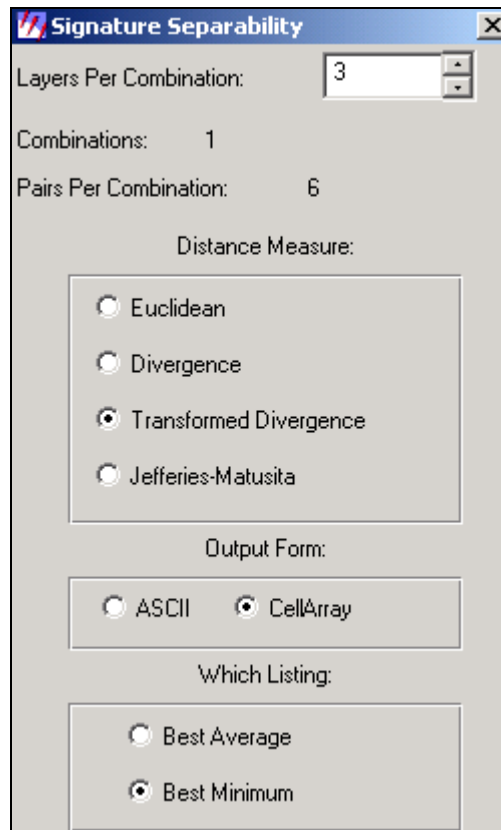 Signature Separability
Layers Per Combination: 3
Combinations: 1
Pairs Per Combination: 6
Distance Measure:
Euclidean
Divergence
Transformed Divergence
Jefferies-Matusita
Output Form:
ASCII CellArray
Which Listing:
Best Average
Best Minimum